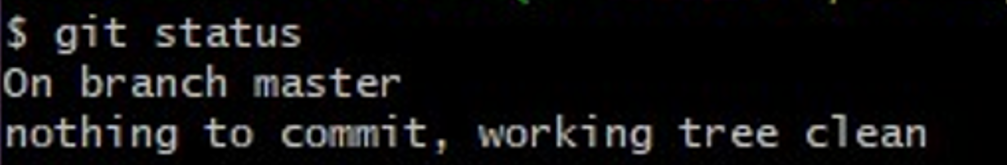 $ git status
On branch master
nothing to commit, working tree clean